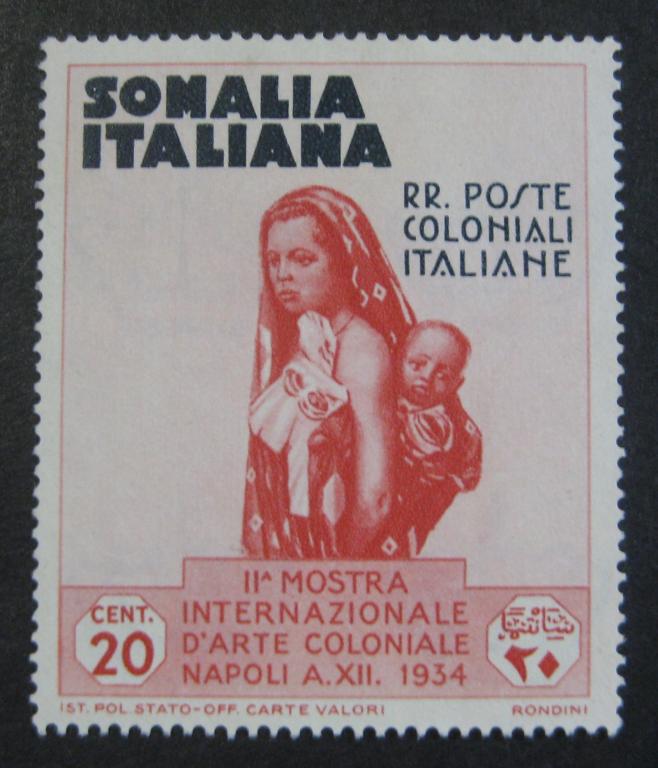 SOMALIA
ITALIANA
RR. POSTE
COLONIALI
ITALIANE
IIᴬ MOSTRA
INTERNAZIONALE
D'ARTE COLONIALE
NAPOLI A.XII. 1934
CENT.
20
٢٠
IST. POL. STATO-OFF. CARTE VALORI
RONDINI